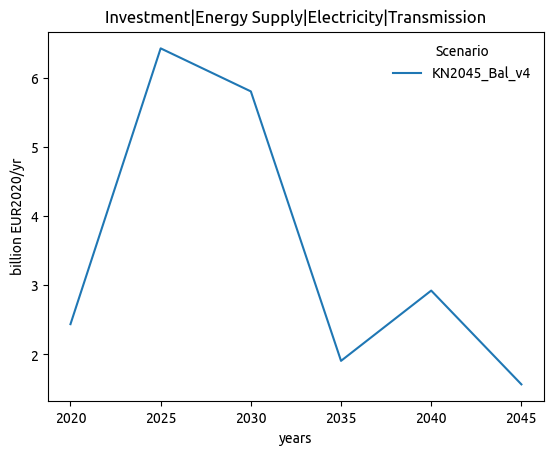 Investment|Energy Supply|Electricity|Transmission
Scenario
KN2045_Bal_v4
billion EUR2020/yr
6
5
4
3
2
2020 2025 2030 2035 2040 2045
years